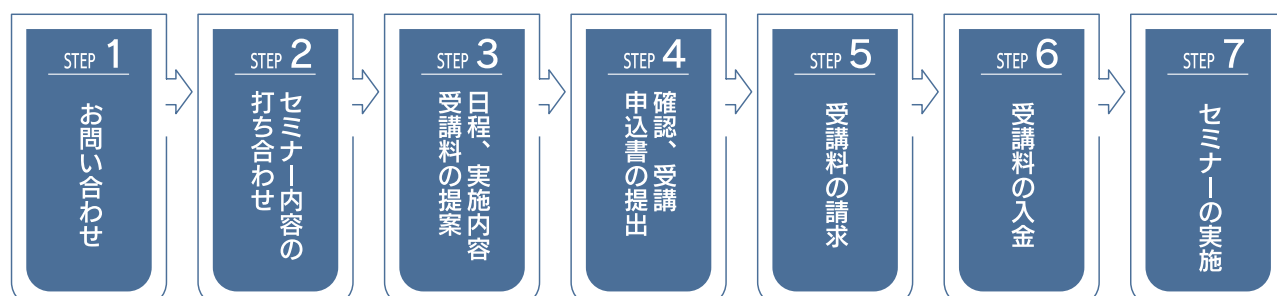 STEP 1
お問い合わせ
STEP 2
セミナー内容の
打ち合わせ
STEP 3
日程、実施内容
受講料の提案
STEP 4
確認、受講
申込書の提出
STEP 5
受講料の請求
STEP 6
受講料の入金
STEP 7
セミナーの実施